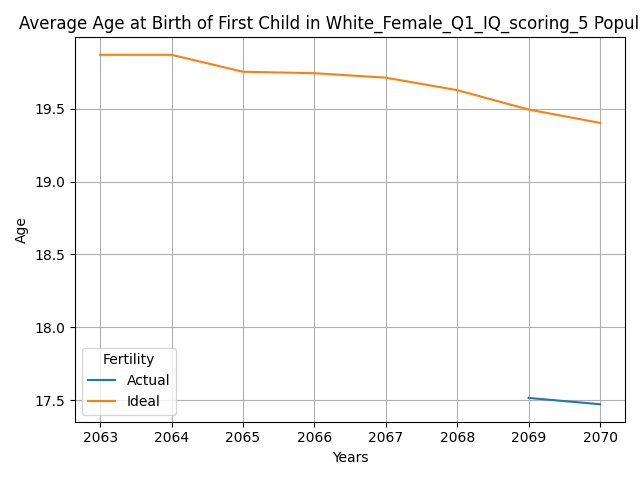 Average Age at Birth of First Child in White_Female_Q1_IQ_scoring_5 Popul
19.5
19.0
18.5
18.0
17.5
Age
Fertility
Actual
Ideal
2063 2064 2065 2066 2067 2068 2069 2070
Years